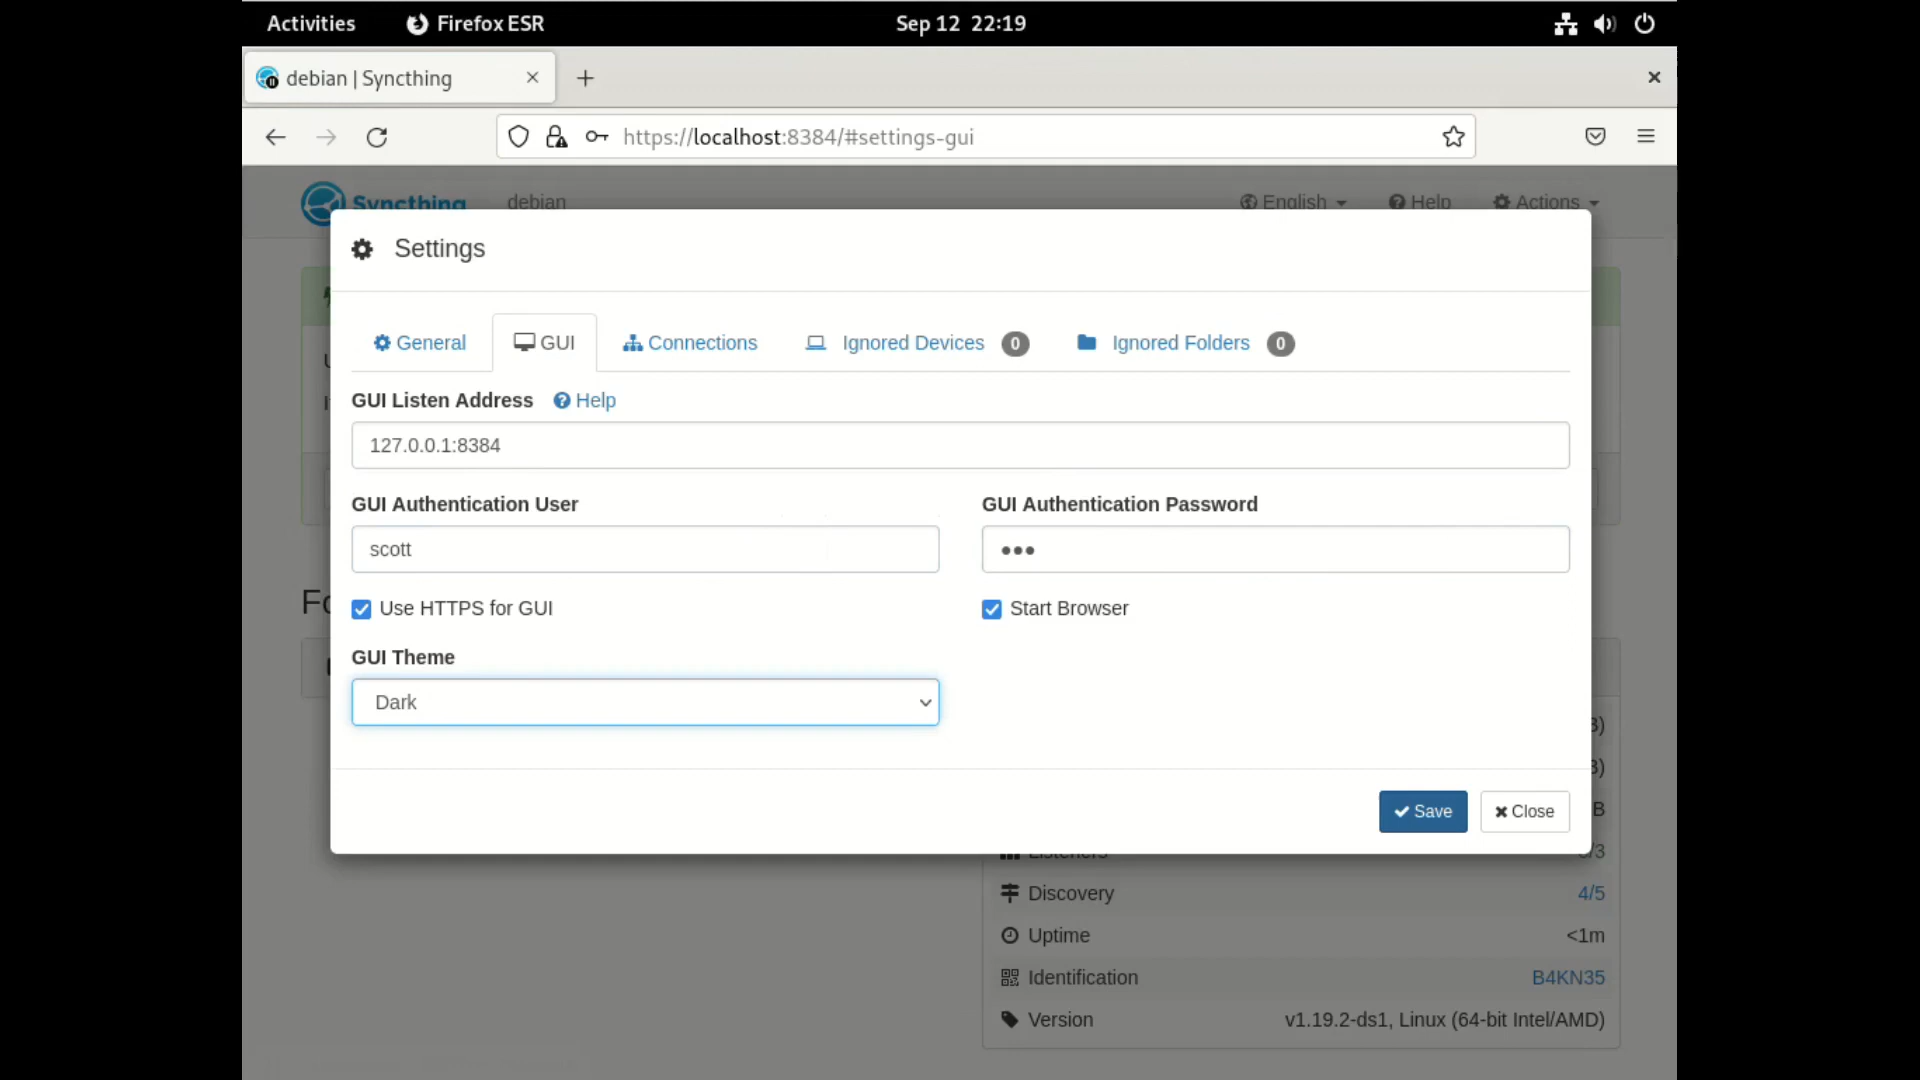 Activities Firefox ESR Sep 12 22:19
debian | Syncthing
https://localhost:8384/#settings-gui
Syncthing debian English Help Actions
Settings
General GUI Connections Ignored Devices 0 Ignored Folders 0
GUI Listen Address Help
127.0.0.1:8384
GUI Authentication User GUI Authentication Password
scott •••
Use HTTPS for GUI Start Browser
GUI Theme
Dark
Save Close
Listeners /3
Discovery 4/5
Uptime <1m
Identification B4KN35
Version v1.19.2-ds1, Linux (64-bit Intel/AMD)